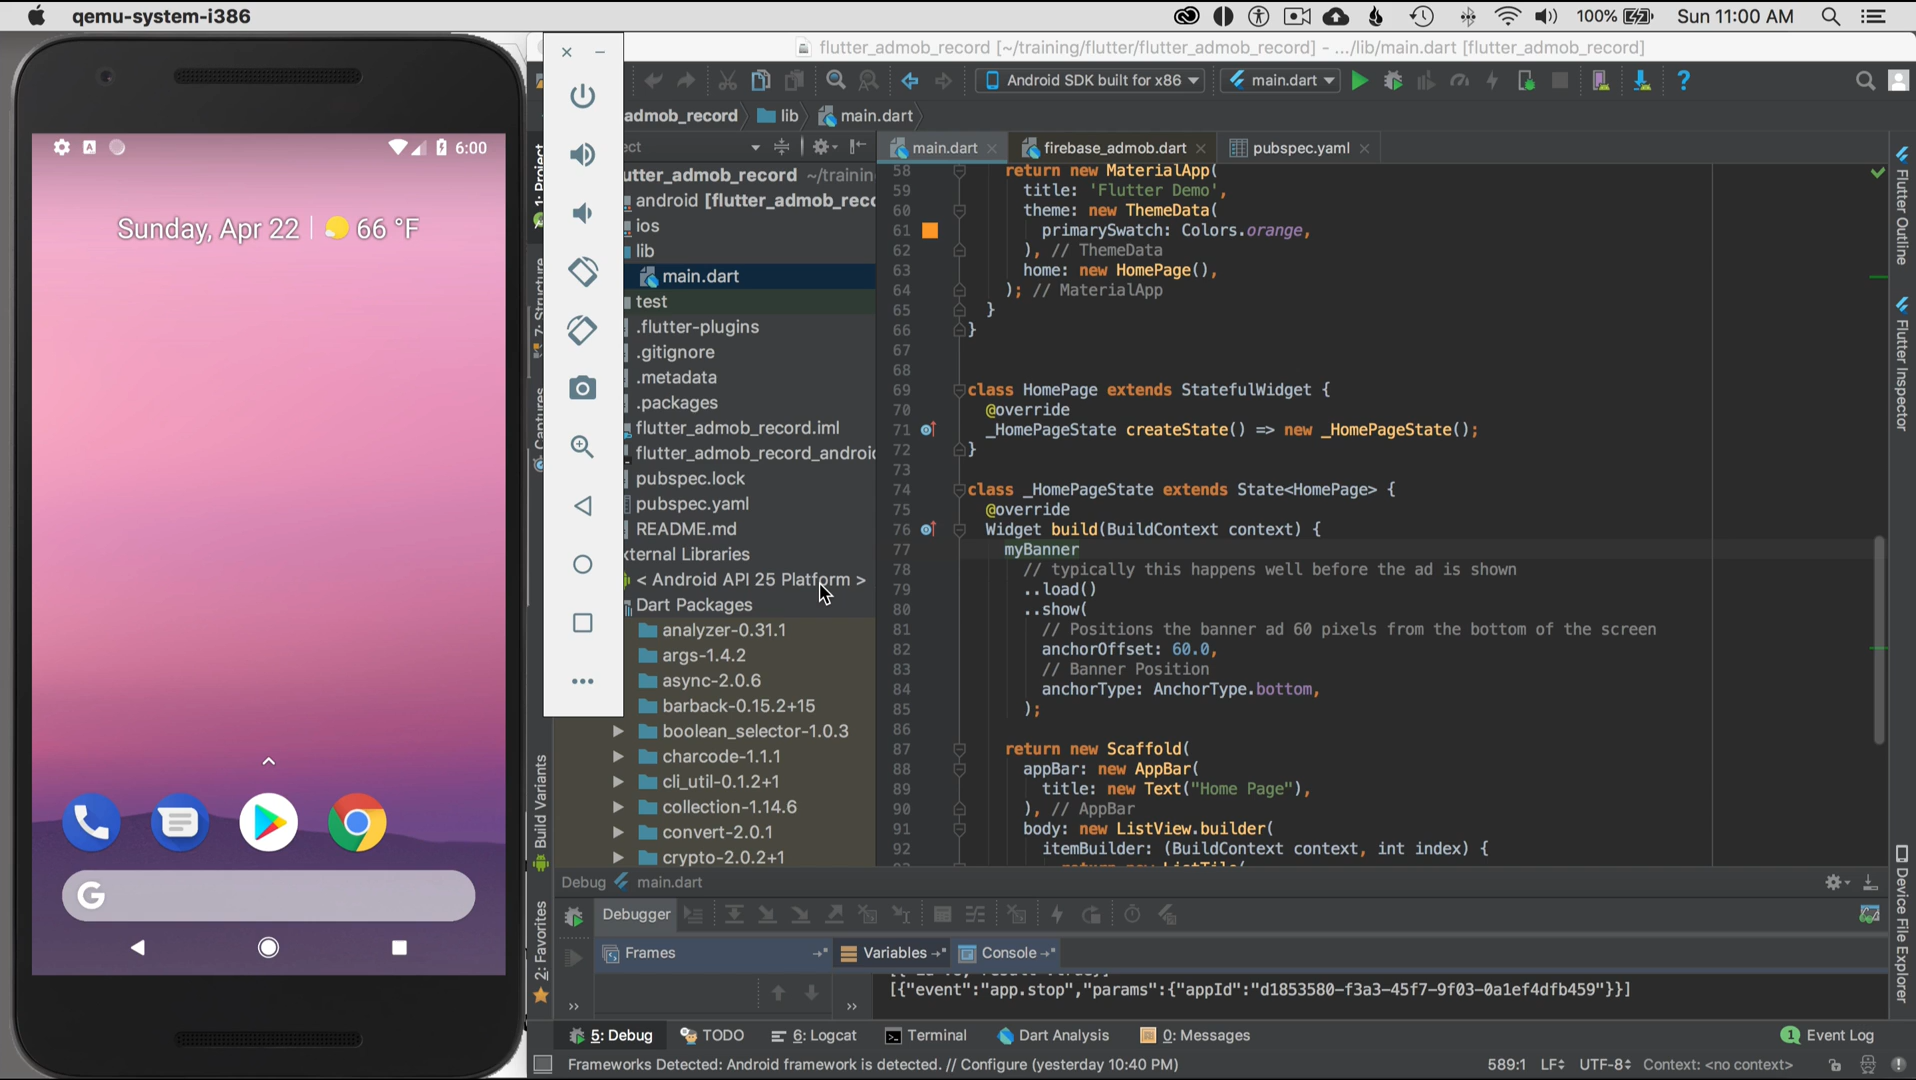 qemu-system-i386
100%
Sun 11:00 AM
flutter_admob_record [~/training/flutter/flutter_admob_record] - .../lib/main.dart [flutter_admob_record]
Android SDK built for x86
main.dart
admob_record
lib
main.dart
6:00
Sunday, Apr 22
66 °F
G
1: Project
7: Structure
Captures
Build Variants
2: Favorites
ect
utter_admob_record ~/trainin
android [flutter_admob_reco
ios
lib
main.dart
test
.flutter-plugins
.gitignore
.metadata
.packages
flutter_admob_record.iml
flutter_admob_record_androi
pubspec.lock
pubspec.yaml
README.md
xternal Libraries
< Android API 25 Platform >
Dart Packages
analyzer-0.31.1
args-1.4.2
async-2.0.6
barback-0.15.2+15
boolean_selector-1.0.3
charcode-1.1.1
cli_util-0.1.2+1
collection-1.14.6
convert-2.0.1
crypto-2.0.2+1
main.dart
firebase_admob.dart
pubspec.yaml
58 return new MaterialApp(
59 title: 'Flutter Demo',
60 theme: new ThemeData(
61 primarySwatch: Colors.orange,
62 ), // ThemeData
63 home: new HomePage(),
64 ); // MaterialApp
65 }
66 }
67
68
69 class HomePage extends StatefulWidget {
70 @override
71 _HomePageState createState() => new _HomePageState();
72 }
73
74 class _HomePageState extends State<HomePage> {
75 @override
76 Widget build(BuildContext context) {
77 myBanner
78 // typically this happens well before the ad is shown
79 ..load()
80 ..show(
81 // Positions the banner ad 60 pixels from the bottom of the screen
82 anchorOffset: 60.0,
83 // Banner Position
84 anchorType: AnchorType.bottom,
85 );
86
87 return new Scaffold(
88 appBar: new AppBar(
89 title: new Text("Home Page"),
90 ), // AppBar
91 body: new ListView.builder(
92 itemBuilder: (BuildContext context, int index) {
Flutter Outline
Flutter Inspector
Device File Explorer
Debug main.dart
Debugger
Frames
Variables
Console
[{"event":"app.stop","params":{"appId":"d1853580-f3a3-45f7-9f03-0a1ef4dfb459"}}]
5: Debug
TODO
6: Logcat
Terminal
Dart Analysis
0: Messages
1 Event Log
Frameworks Detected: Android framework is detected. // Configure (yesterday 10:40 PM)
589:1
LF
UTF-8
Context: <no context>